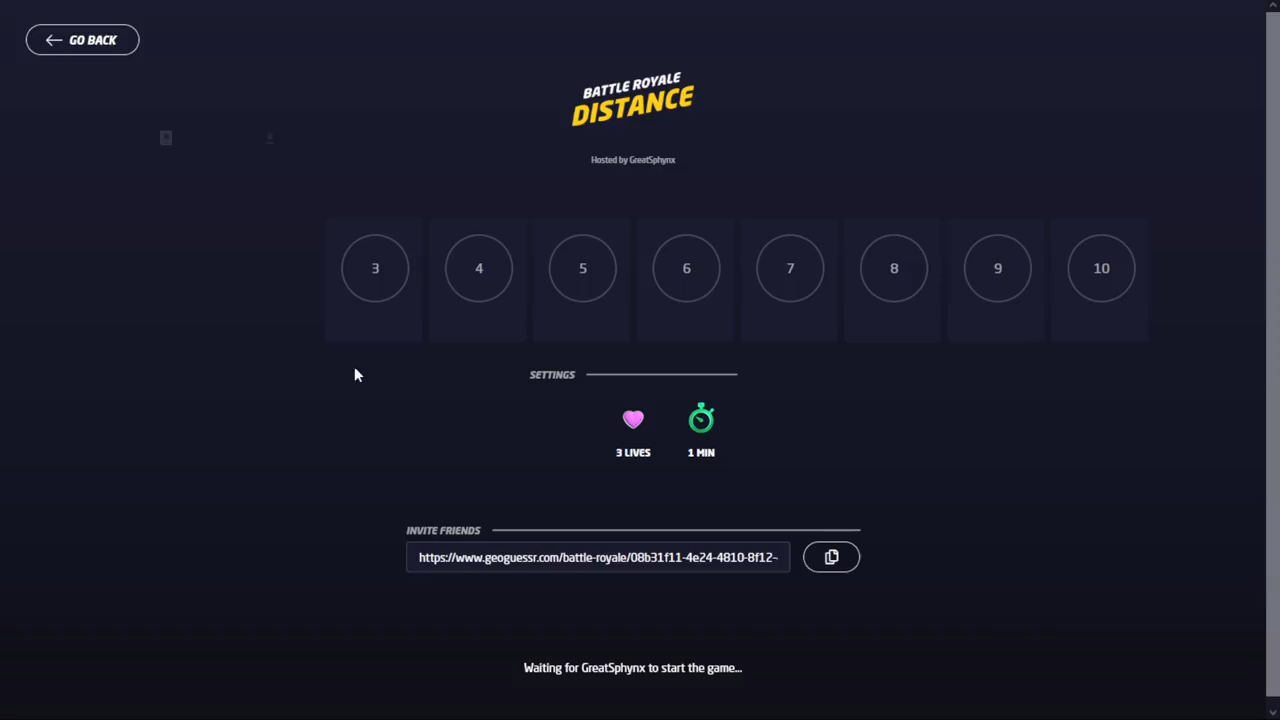 GO BACK
BATTLE ROYALE
DISTANCE
Hosted by GreatSphynx
3 4 5 6 7 8 9 10
SETTINGS
3 LIVES 1 MIN
INVITE FRIENDS
https://www.geoguessr.com/battle-royale/08b31f11-4e24-4810-8f12-
Waiting for GreatSphynx to start the game...